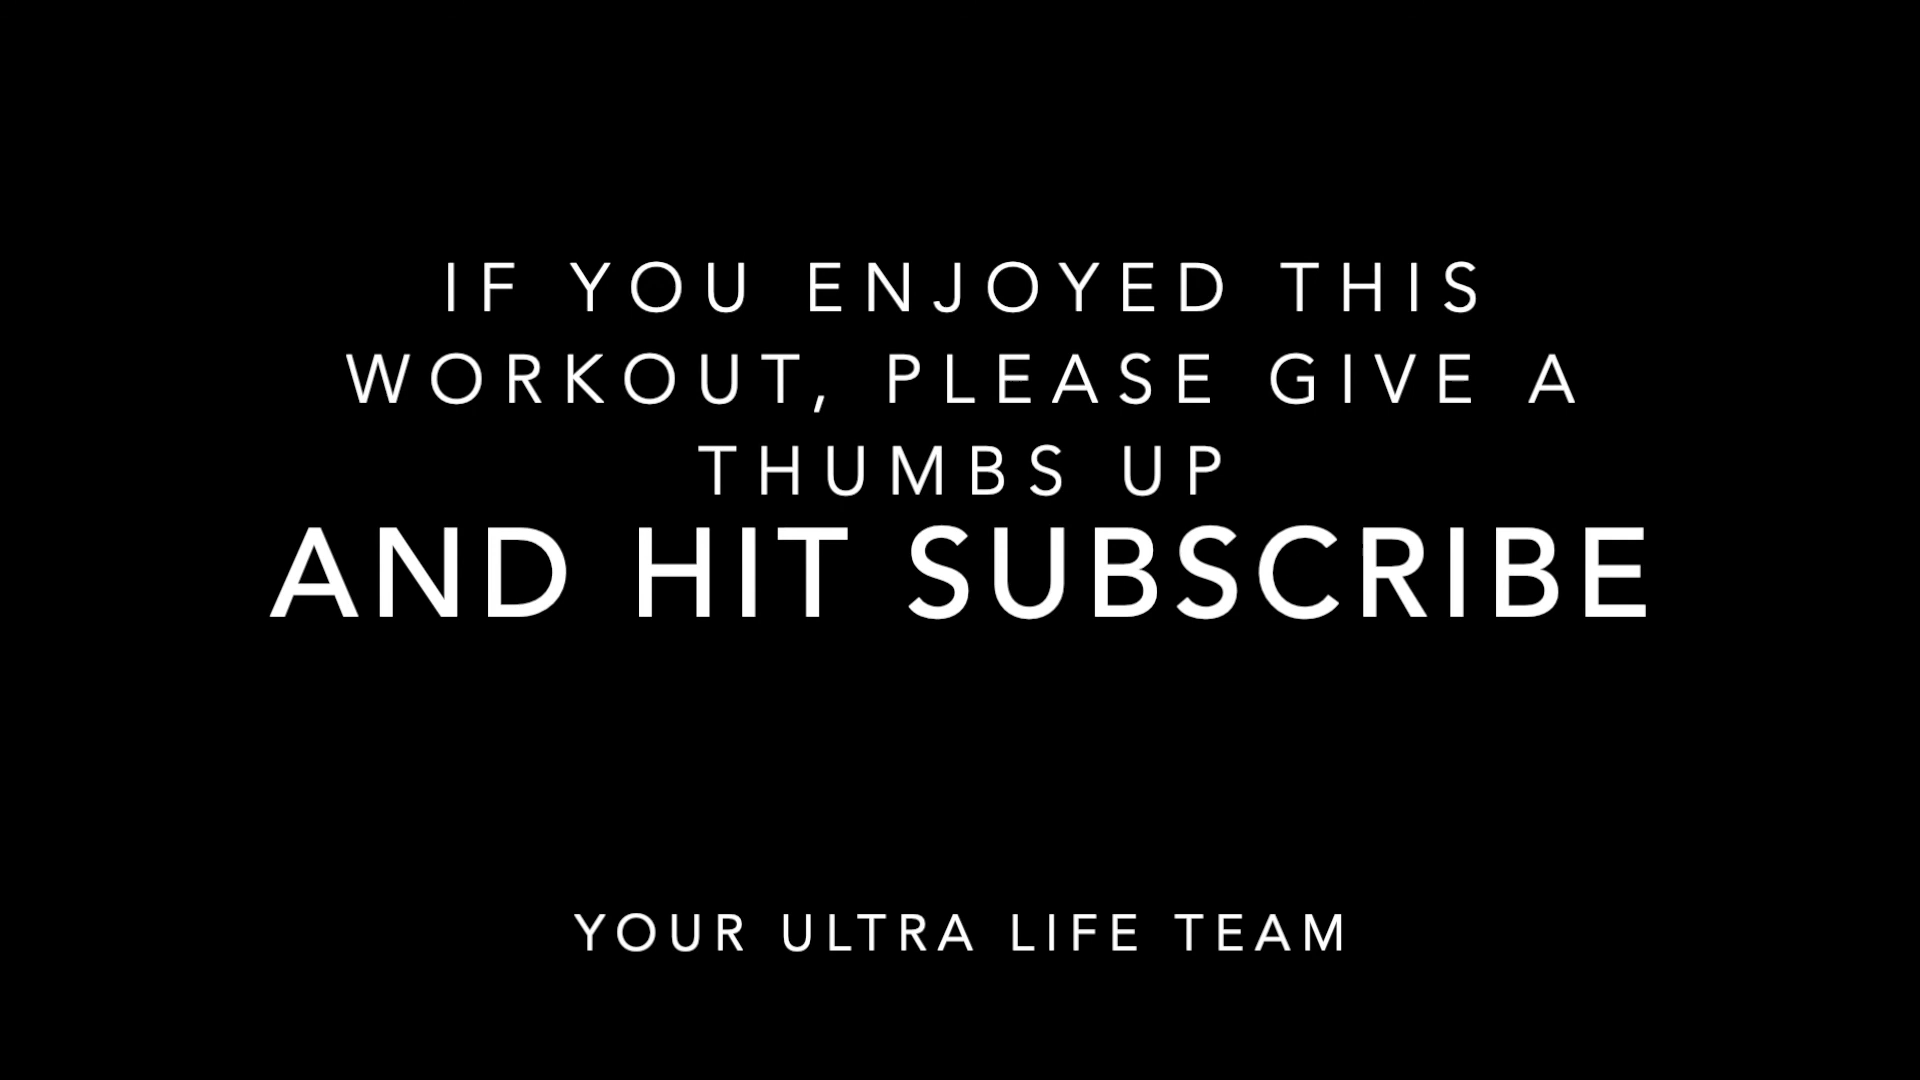 IF YOU ENJOYED THIS
WORKOUT, PLEASE GIVE A
THUMBS UP
AND HIT SUBSCRIBE
YOUR ULTRA LIFE TEAM